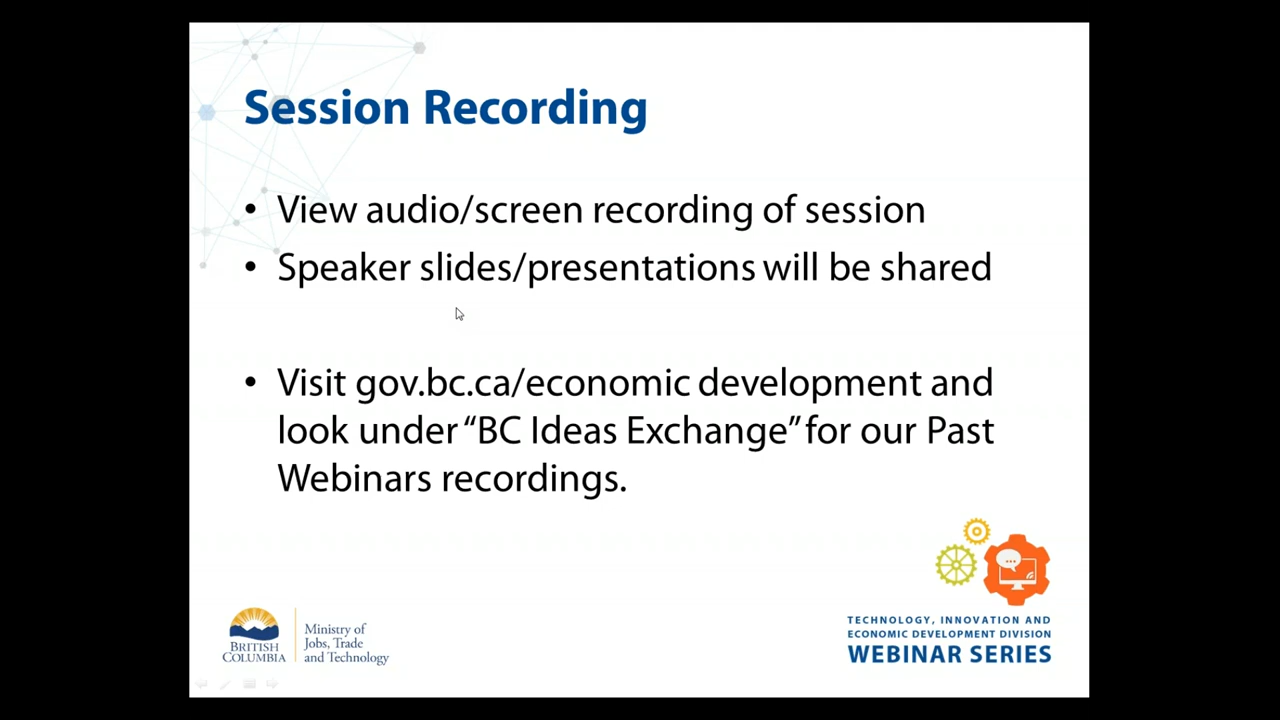 Session Recording
• View audio/screen recording of session
• Speaker slides/presentations will be shared
• Visit gov.bc.ca/economic development and
look under “BC Ideas Exchange” for our Past
Webinars recordings.
BRITISH
COLUMBIA
Ministry of
Jobs, Trade
and Technology
TECHNOLOGY, INNOVATION AND
ECONOMIC DEVELOPMENT DIVISION
WEBINAR SERIES